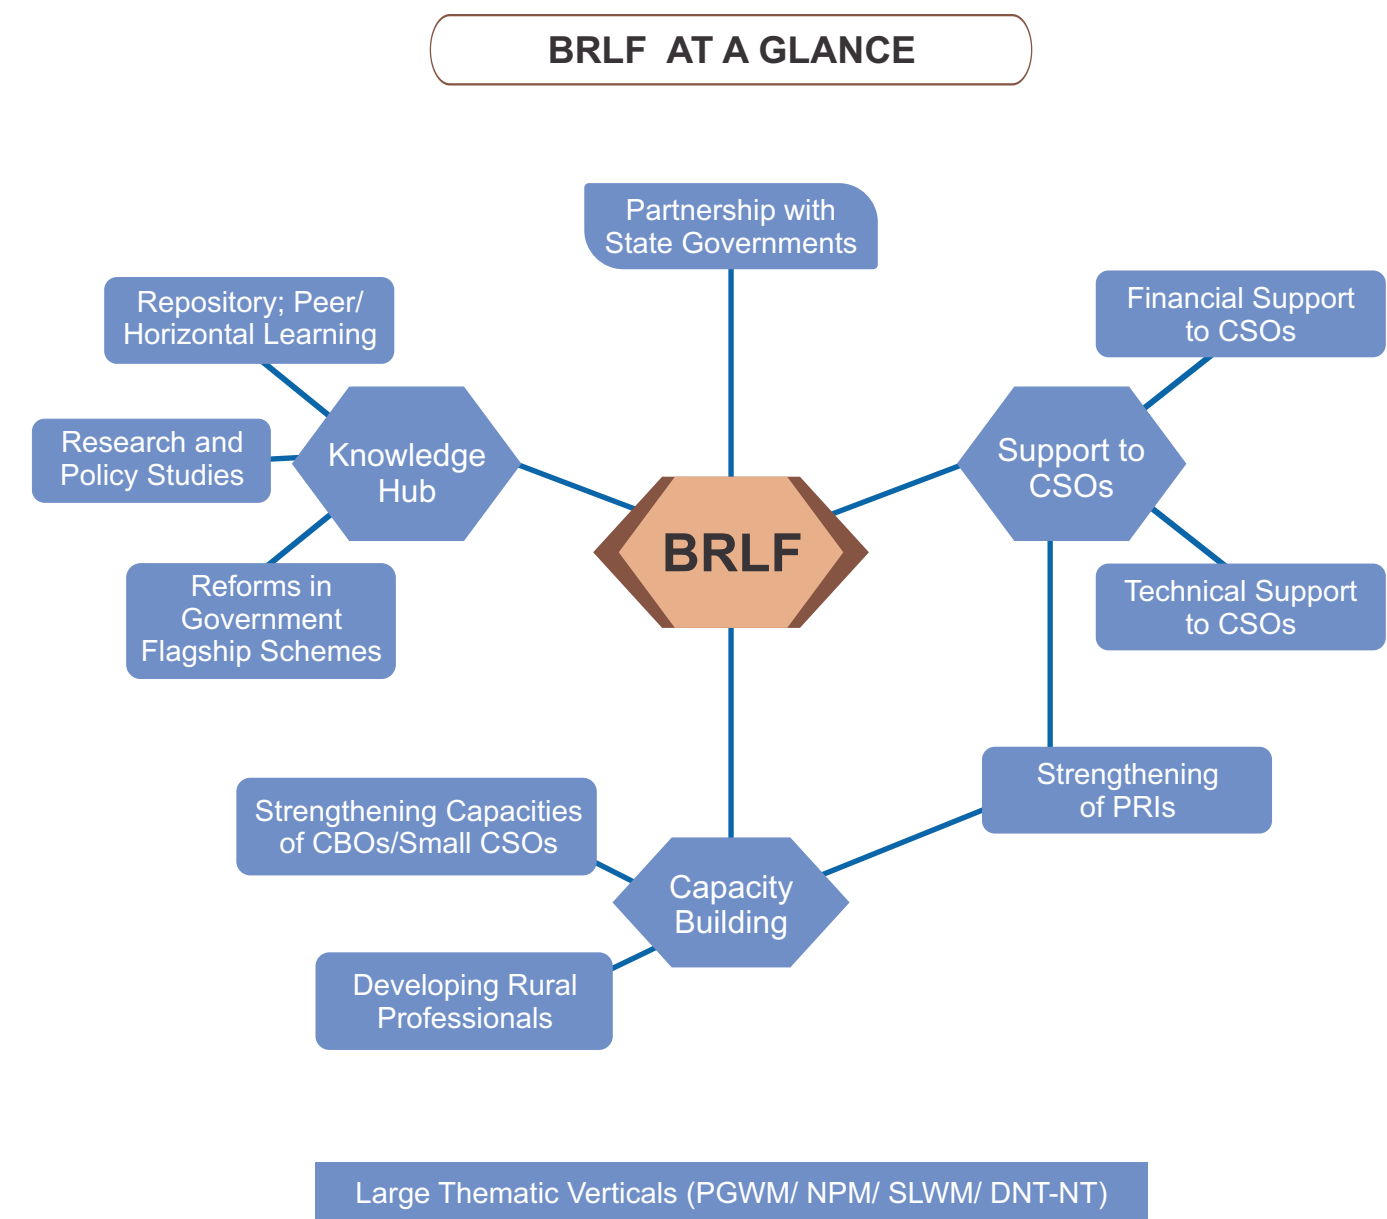 BRLF AT A GLANCE
Partnership with
State Governments
Repository; Peer/
Horizontal Learning
Financial Support
to CSOs
Research and
Policy Studies
Knowledge
Hub
Support to
CSOs
BRLF
Reforms in
Government
Flagship Schemes
Technical Support
to CSOs
Strengthening
of PRIs
Strengthening Capacities
of CBOs/Small CSOs
Capacity
Building
Developing Rural
Professionals
Large Thematic Verticals (PGWM/ NPM/ SLWM/ DNT-NT)